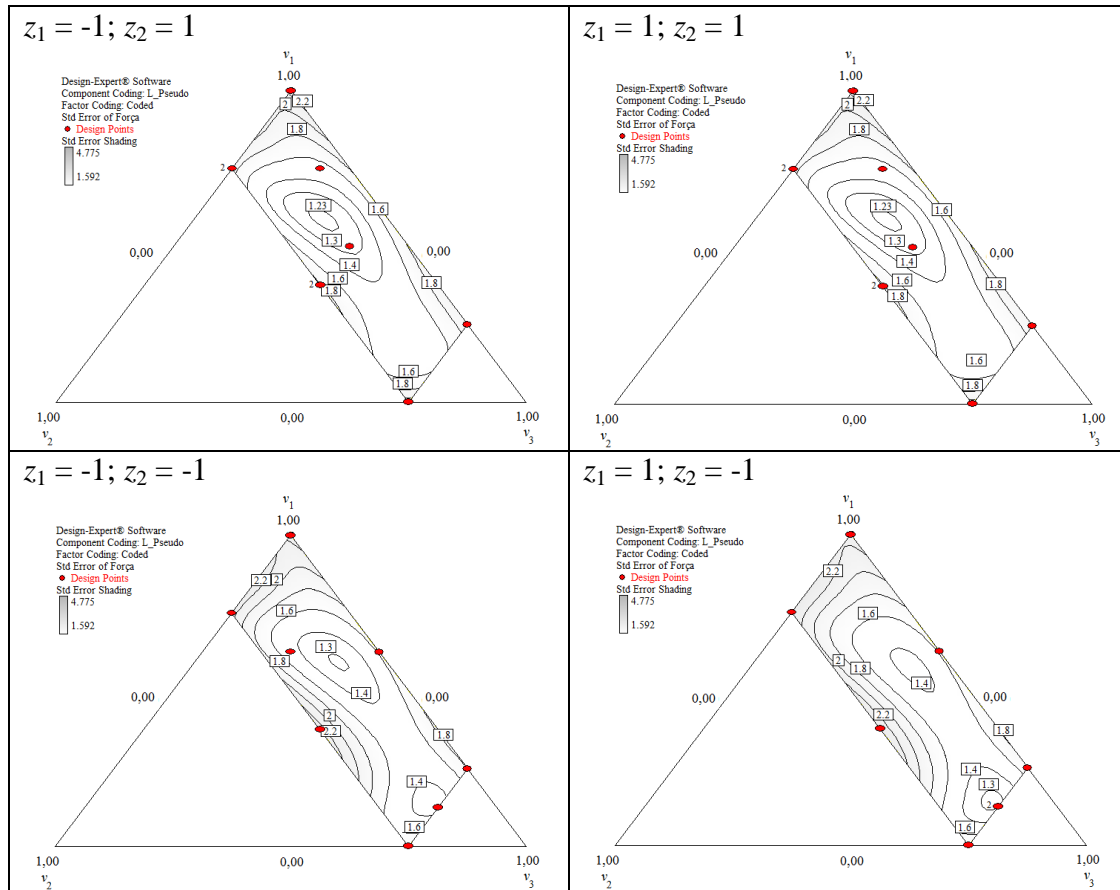 z₁ = -1; z₂ = 1
v₁
1.00
Design-Expert® Software
Component Coding: L_Pseudo
Factor Coding: Coded
Std Error of Força
Design Points
Std Error Shading
4.775
1.592
2 2.2
1.8
2
1.23
1.6
1.3
0,00 0,00
1.4
1.6
1.8
2
1.8
1.6
1.8
1,00 0.00 1,00
v₂ v₃
z₁ = 1; z₂ = 1
v₁
1.00
Design-Expert® Software
Component Coding: L_Pseudo
Factor Coding: Coded
Std Error of Força
Design Points
Std Error Shading
4.775
1.592
2 2.2
1.8
2
1.23
1.6
1.3
0,00 0,00
1.4
1.6
1.8
2
1.8
1.6
1.8
1,00 0.00 1,00
v₂ v₃
z₁ = -1; z₂ = -1
v₁
1.00
Design-Expert® Software
Component Coding: L_Pseudo
Factor Coding: Coded
Std Error of Força
Design Points
Std Error Shading
4.775
1.592
2.2 2
1.6
1.3
1.8
1.4
0,00 0,00
2
2.2
1.8
1.4
1.6
1,00 0.00 1,00
v₂ v₃
z₁ = 1; z₂ = -1
v₁
1.00
Design-Expert® Software
Component Coding: L_Pseudo
Factor Coding: Coded
Std Error of Força
Design Points
Std Error Shading
4.775
1.592
2.2
1.6
2
1.8
1.4
0,00 0,00
2.2
1.8
1.4
1.3
2
1.6
1,00 0.00 1,00
v₂ v₃